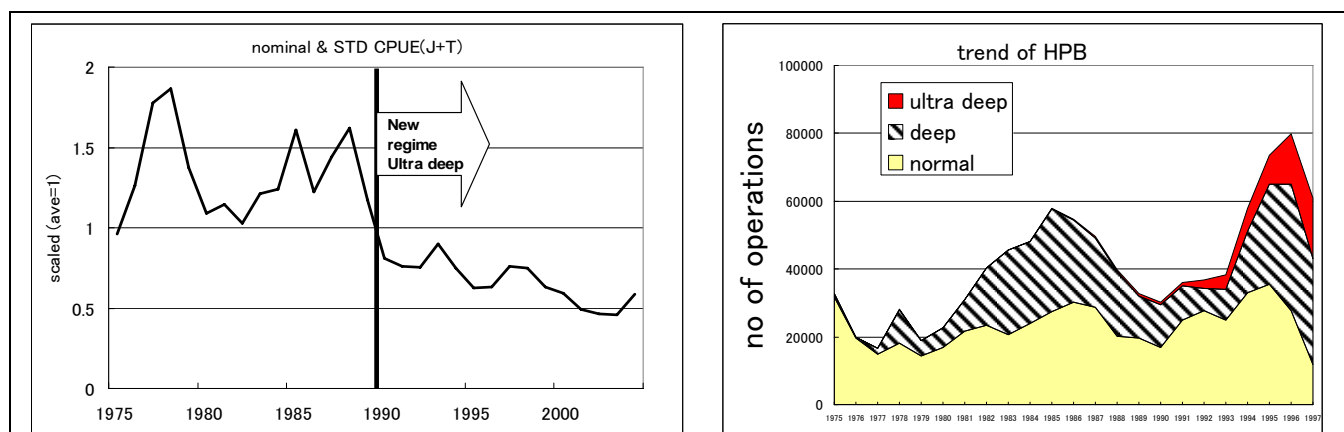 nominal & STD CPUE(J+T)
scaled (ave=1)
2
1.5
1
0.5
0
New
regime
Ultra deep
1975
1980
1985
1990
1995
2000
trend of HPB
no of operations
100000
80000
60000
40000
20000
0
ultra deep
deep
normal
1975 1976 1977 1978 1979 1980 1981 1982 1983 1984 1985 1986 1987 1988 1989 1990 1991 1992 1993 1994 1995 1996 1997